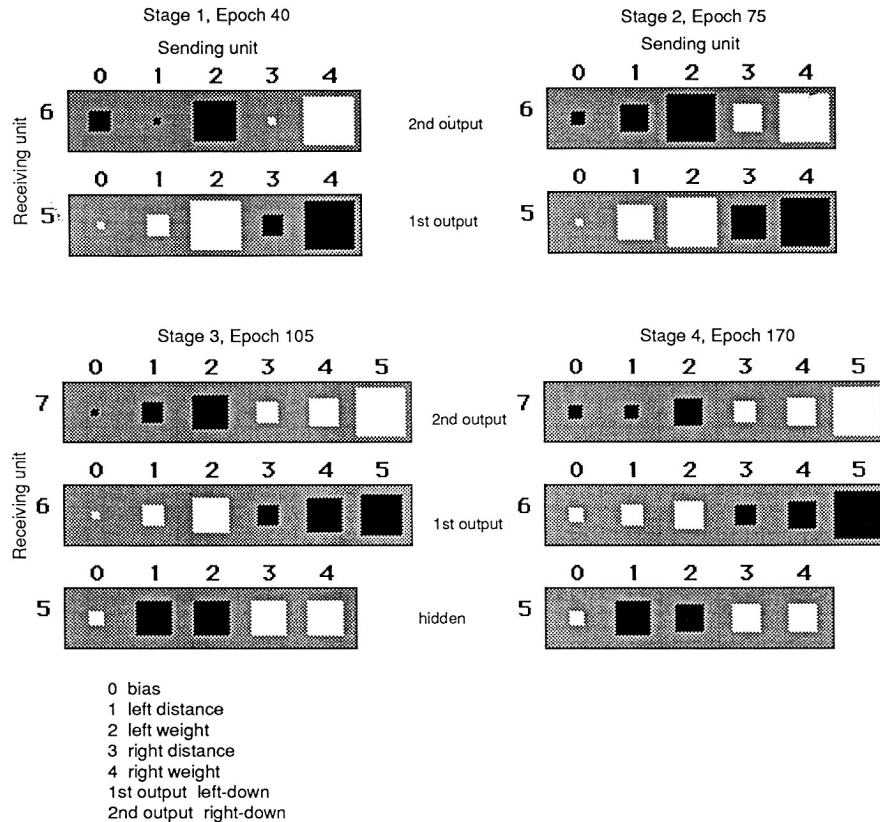 Stage 1, Epoch 40
Sending unit
0 1 2 3 4
6
0 1 2 3 4
5
Receiving unit
2nd output
1st output
Stage 2, Epoch 75
Sending unit
0 1 2 3 4
6
0 1 2 3 4
5
Stage 3, Epoch 105
0 1 2 3 4 5
7
0 1 2 3 4 5
6
0 1 2 3 4
5
Receiving unit
2nd output
1st output
hidden
Stage 4, Epoch 170
0 1 2 3 4 5
7
0 1 2 3 4 5
6
0 1 2 3 4
5
0 bias
1 left distance
2 left weight
3 right distance
4 right weight
1st output left-down
2nd output right-down